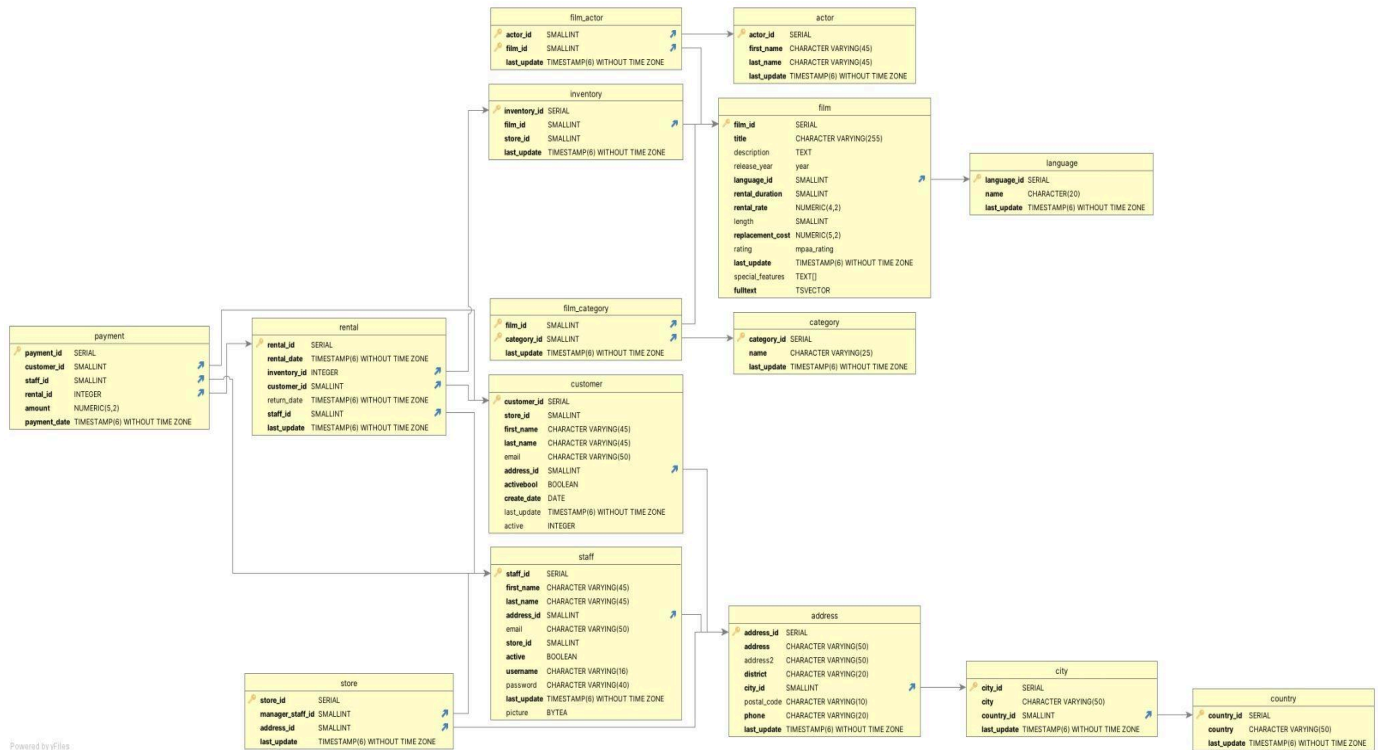 film_actor
actor_id SMALLINT
film_id SMALLINT
last_update TIMESTAMP(6) WITHOUT TIME ZONE
actor
actor_id SERIAL
first_name CHARACTER VARYING(45)
last_name CHARACTER VARYING(45)
last_update TIMESTAMP(6) WITHOUT TIME ZONE
inventory
inventory_id SERIAL
film_id SMALLINT
store_id SMALLINT
last_update TIMESTAMP(6) WITHOUT TIME ZONE
film
film_id SERIAL
title CHARACTER VARYING(255)
description TEXT
release_year year
language_id SMALLINT
rental_duration SMALLINT
rental_rate NUMERIC(4,2)
length SMALLINT
replacement_cost NUMERIC(5,2)
rating mpaa_rating
last_update TIMESTAMP(6) WITHOUT TIME ZONE
special_features TEXT[]
fulltext TSVECTOR
language
language_id SERIAL
name CHARACTER(20)
last_update TIMESTAMP(6) WITHOUT TIME ZONE
film_category
film_id SMALLINT
category_id SMALLINT
last_update TIMESTAMP(6) WITHOUT TIME ZONE
category
category_id SERIAL
name CHARACTER VARYING(25)
last_update TIMESTAMP(6) WITHOUT TIME ZONE
payment
payment_id SERIAL
customer_id SMALLINT
staff_id SMALLINT
rental_id INTEGER
amount NUMERIC(5,2)
payment_date TIMESTAMP(6) WITHOUT TIME ZONE
rental
rental_id SERIAL
rental_date TIMESTAMP(6) WITHOUT TIME ZONE
inventory_id INTEGER
customer_id SMALLINT
return_date TIMESTAMP(6) WITHOUT TIME ZONE
staff_id SMALLINT
last_update TIMESTAMP(6) WITHOUT TIME ZONE
customer
customer_id SERIAL
store_id SMALLINT
first_name CHARACTER VARYING(45)
last_name CHARACTER VARYING(45)
email CHARACTER VARYING(50)
address_id SMALLINT
activebool BOOLEAN
create_date DATE
last_update TIMESTAMP(6) WITHOUT TIME ZONE
active INTEGER
staff
staff_id SERIAL
first_name CHARACTER VARYING(45)
last_name CHARACTER VARYING(45)
address_id SMALLINT
email CHARACTER VARYING(50)
store_id SMALLINT
active BOOLEAN
username CHARACTER VARYING(16)
password CHARACTER VARYING(40)
last_update TIMESTAMP(6) WITHOUT TIME ZONE
picture BYTEA
store
store_id SERIAL
manager_staff_id SMALLINT
address_id SMALLINT
last_update TIMESTAMP(6) WITHOUT TIME ZONE
address
address_id SERIAL
address CHARACTER VARYING(50)
address2 CHARACTER VARYING(50)
district CHARACTER VARYING(20)
city_id SMALLINT
postal_code CHARACTER VARYING(10)
phone CHARACTER VARYING(20)
last_update TIMESTAMP(6) WITHOUT TIME ZONE
city
city_id SERIAL
city CHARACTER VARYING(50)
country_id SMALLINT
last_update TIMESTAMP(6) WITHOUT TIME ZONE
country
country_id SERIAL
country CHARACTER VARYING(50)
last_update TIMESTAMP(6) WITHOUT TIME ZONE
Powered by yFiles